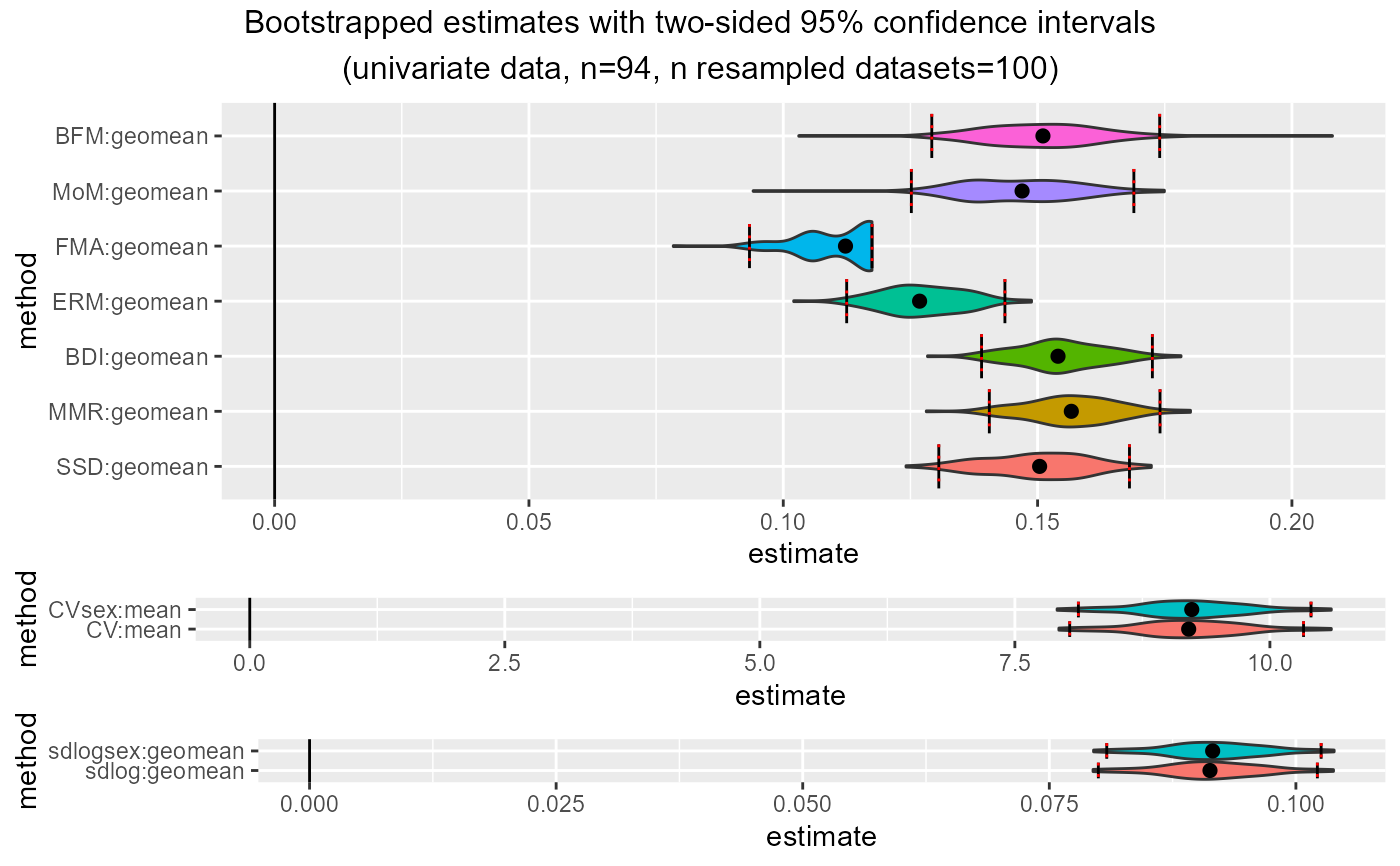 Bootstrapped estimates with two-sided 95% confidence intervals
(univariate data, n=94, n resampled datasets=100)
method
BFM:geomean
MoM:geomean
FMA:geomean
ERM:geomean
BDI:geomean
MMR:geomean
SSD:geomean
0.00 0.05 0.10 0.15 0.20
estimate
method
CVsex:mean
CV:mean
0.0 2.5 5.0 7.5 10.0
estimate
method
sdlogsex:geomean
sdlog:geomean
0.000 0.025 0.050 0.075 0.100
estimate